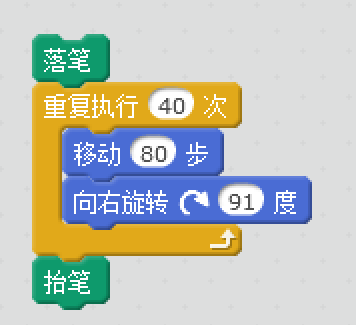 落笔
重复执行 40 次
移动 80 步
向右旋转 91 度
抬笔